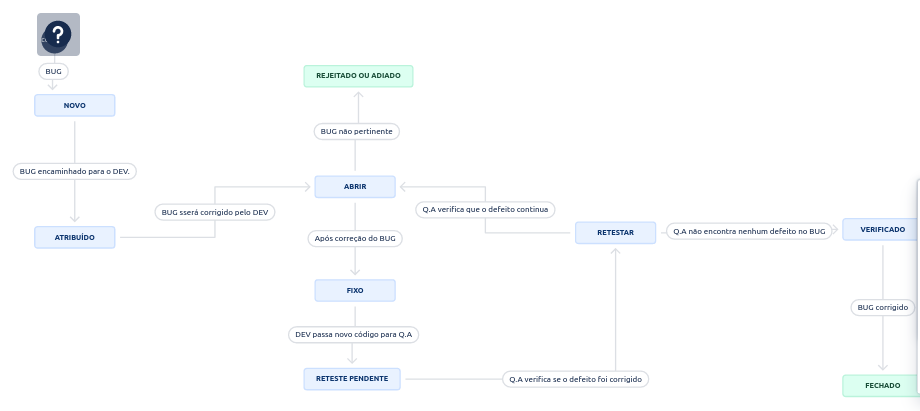 ?
BUG
NOVO
BUG encaminhado para o DEV.
ATRIBUÍDO
BUG sserá corrigido pelo DEV
REJEITADO OU ADIADO
BUG não pertinente
ABRIR
Após correção do BUG
FIXO
DEV passa novo código para Q.A
RETESTE PENDENTE
Q.A verifica se o defeito foi corrigido
Q.A verifica que o defeito continua
RETESTAR
Q.A não encontra nenhum defeito no BUG
VERIFICADO
BUG corrigido
FECHADO